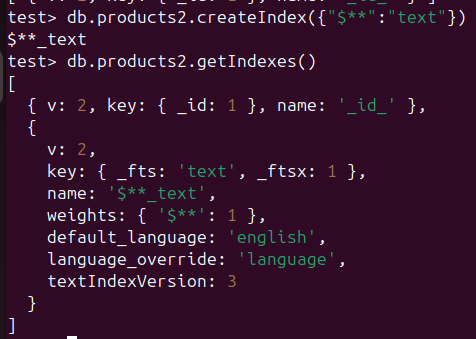 test> db.products2.createIndex({"$**":"text"})
$**_text
test> db.products2.getIndexes()
[
  { v: 2, key: { _id: 1 }, name: '_id_' },
  {
    v: 2,
    key: { _fts: 'text', _ftsx: 1 },
    name: '$**_text',
    weights: { '$**': 1 },
    default_language: 'english',
    language_override: 'language',
    textIndexVersion: 3
  }
]